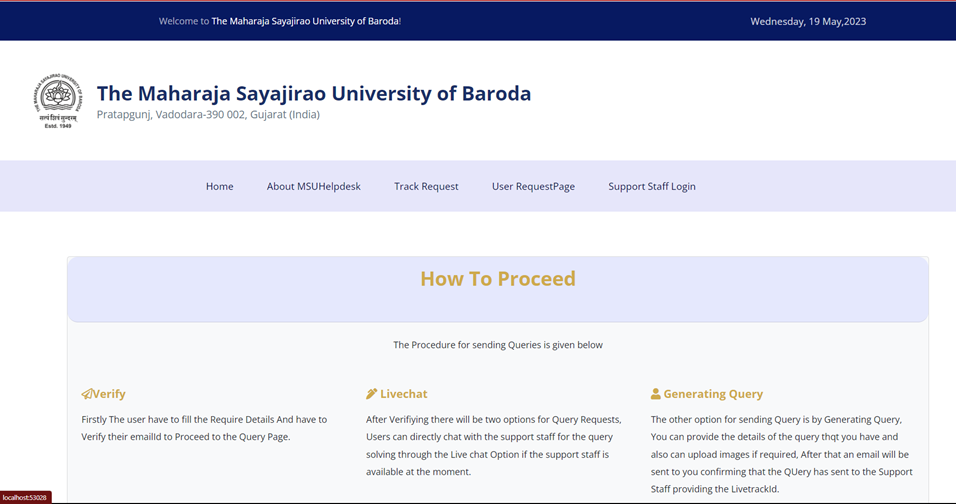 Welcome to The Maharaja Sayajirao University of Baroda!
Wednesday, 19 May,2023
THE MAHARAJA SAYAJIRAO UNIVERSITY OF BARODA
सत्यं शिवं सुन्दरम्
Estd. 1949
The Maharaja Sayajirao University of Baroda
Pratapgunj, Vadodara-390 002, Gujarat (India)
Home
About MSUHelpdesk
Track Request
User RequestPage
Support Staff Login
How To Proceed
The Procedure for sending Queries is given below
Verify
Firstly The user have to fill the Require Details And have to
Verify their emailId to Proceed to the Query Page.
Livechat
After Verifiying there will be two options for Query Requests,
Users can directly chat with the support staff for the query
solving through the Live chat Option if the support staff is
available at the moment.
Generating Query
The other option for sending Query is by Generating Query,
You can provide the details of the query thqt you have and
also can upload images if required, After that an email will be
sent to you confirming that the QUery has sent to the Support
Staff providing the LivetrackId.
localhost:53028